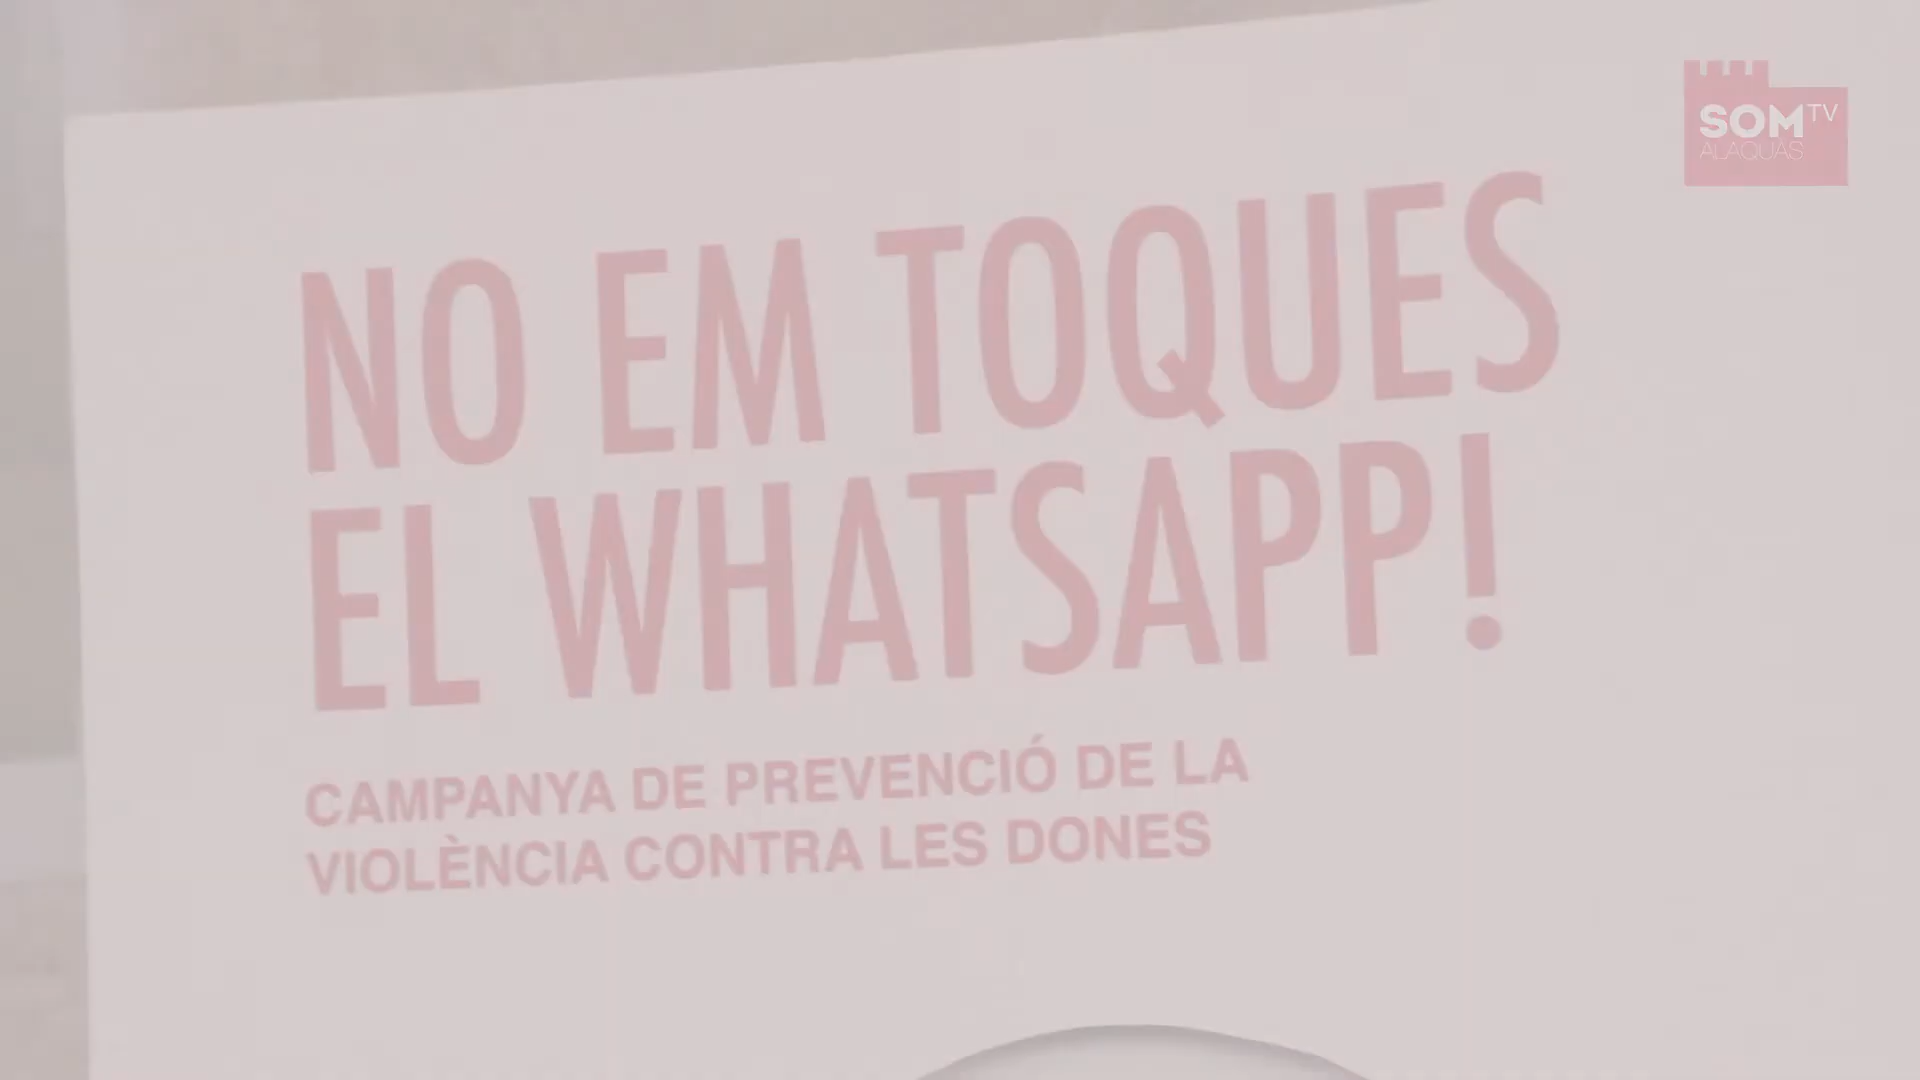 SOM TV
ALAQUÀS
NO EM TOQUES
EL WHATSAPP!
CAMPANYA DE PREVENCIÓ DE LA
VIOLÈNCIA CONTRA LES DONES